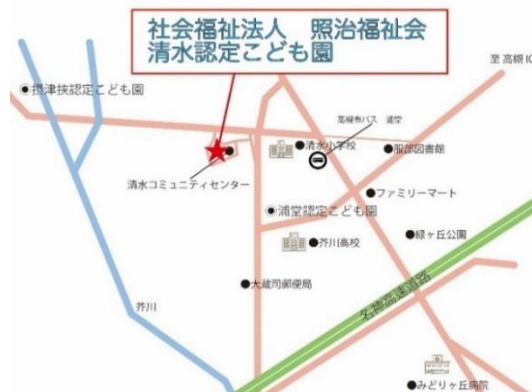 社会福祉法人　照治福祉会
清水認定こども園
至 高槻IC
摂津挟認定こども園
高槻市バス　浦堂
清水小学校
服部図書館
清水コミュニティセンター
ファミリーマート
浦堂認定こども園
緑ヶ丘公園
芥川高校
大蔵司郵便局
名神高速道路
芥川
みどりヶ丘病院